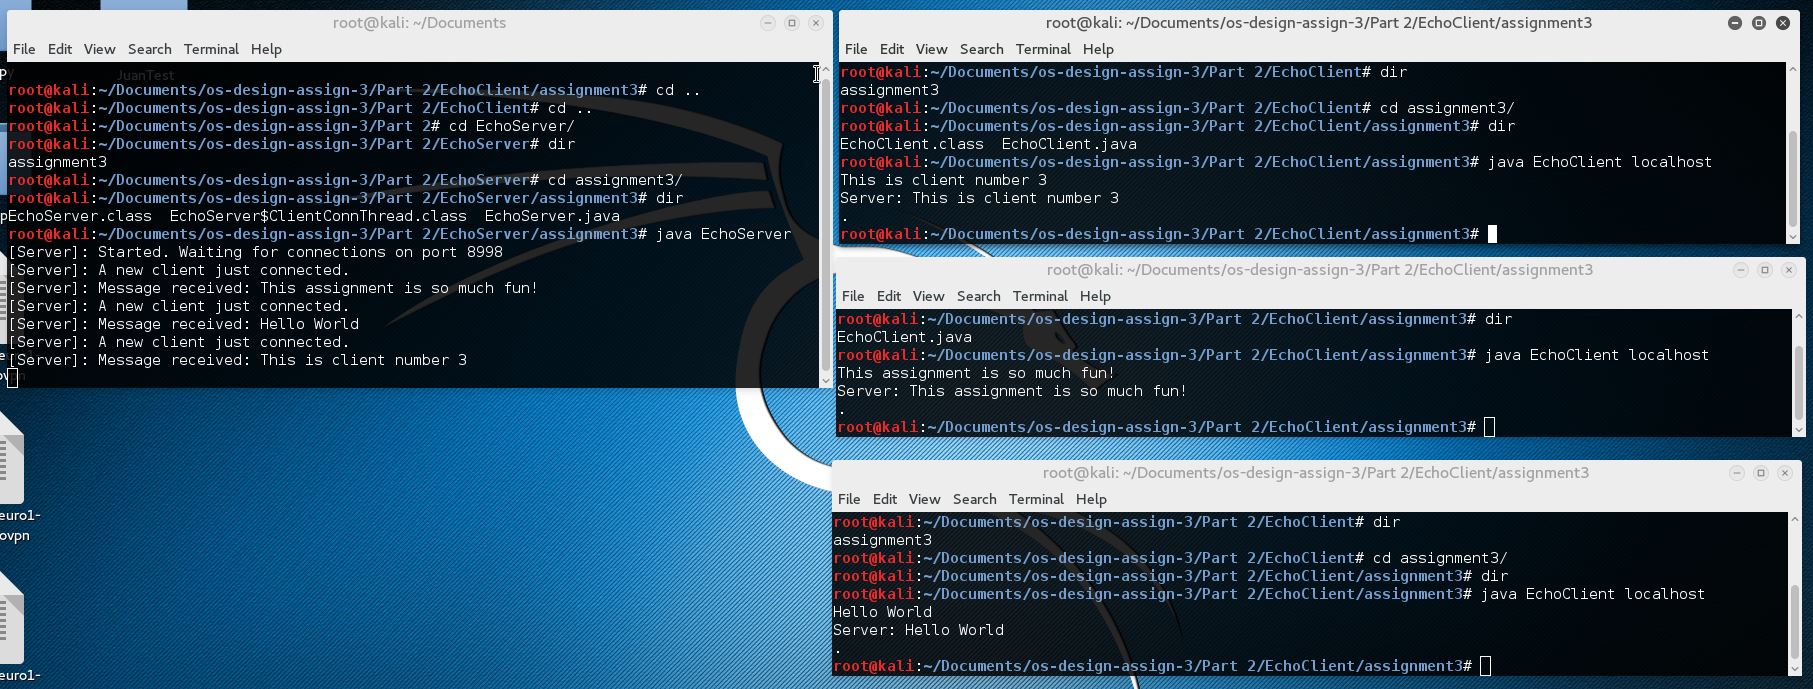 root@kali: ~/Documents
File Edit View Search Terminal Help
JuanTest
root@kali:~/Documents/os-design-assign-3/Part 2/EchoClient/assignment3# cd ..
root@kali:~/Documents/os-design-assign-3/Part 2/EchoClient# cd ..
root@kali:~/Documents/os-design-assign-3/Part 2# cd EchoServer/
root@kali:~/Documents/os-design-assign-3/Part 2/EchoServer# dir
assignment3
root@kali:~/Documents/os-design-assign-3/Part 2/EchoServer# cd assignment3/
root@kali:~/Documents/os-design-assign-3/Part 2/EchoServer/assignment3# dir
EchoServer.class  EchoServer$ClientConnThread.class  EchoServer.java
root@kali:~/Documents/os-design-assign-3/Part 2/EchoServer/assignment3# java EchoServer
[Server]: Started. Waiting for connections on port 8998
[Server]: A new client just connected.
[Server]: Message received: This assignment is so much fun!
[Server]: A new client just connected.
[Server]: Message received: Hello World
[Server]: A new client just connected.
[Server]: Message received: This is client number 3
euro1-
ovpn
euro1-
root@kali: ~/Documents/os-design-assign-3/Part 2/EchoClient/assignment3
File Edit View Search Terminal Help
root@kali:~/Documents/os-design-assign-3/Part 2/EchoClient# dir
assignment3
root@kali:~/Documents/os-design-assign-3/Part 2/EchoClient# cd assignment3/
root@kali:~/Documents/os-design-assign-3/Part 2/EchoClient/assignment3# dir
EchoClient.class  EchoClient.java
root@kali:~/Documents/os-design-assign-3/Part 2/EchoClient/assignment3# java EchoClient localhost
This is client number 3
Server: This is client number 3
.
root@kali:~/Documents/os-design-assign-3/Part 2/EchoClient/assignment3#
root@kali: ~/Documents/os-design-assign-3/Part 2/EchoClient/assignment3
File Edit View Search Terminal Help
root@kali:~/Documents/os-design-assign-3/Part 2/EchoClient/assignment3# dir
EchoClient.java
root@kali:~/Documents/os-design-assign-3/Part 2/EchoClient/assignment3# java EchoClient localhost
This assignment is so much fun!
Server: This assignment is so much fun!
.
root@kali:~/Documents/os-design-assign-3/Part 2/EchoClient/assignment3#
root@kali: ~/Documents/os-design-assign-3/Part 2/EchoClient/assignment3
File Edit View Search Terminal Help
root@kali:~/Documents/os-design-assign-3/Part 2/EchoClient# dir
assignment3
root@kali:~/Documents/os-design-assign-3/Part 2/EchoClient# cd assignment3/
root@kali:~/Documents/os-design-assign-3/Part 2/EchoClient/assignment3# dir
root@kali:~/Documents/os-design-assign-3/Part 2/EchoClient/assignment3# java EchoClient localhost
Hello World
Server: Hello World
.
root@kali:~/Documents/os-design-assign-3/Part 2/EchoClient/assignment3#